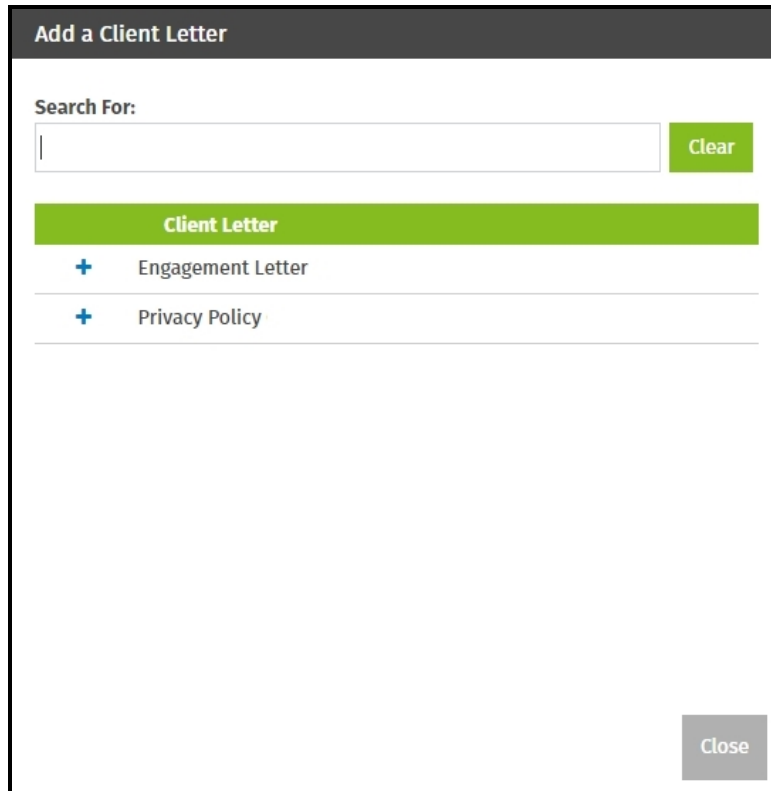 Add a Client Letter
Search For:
Clear
Client Letter
Engagement Letter
Privacy Policy
Close